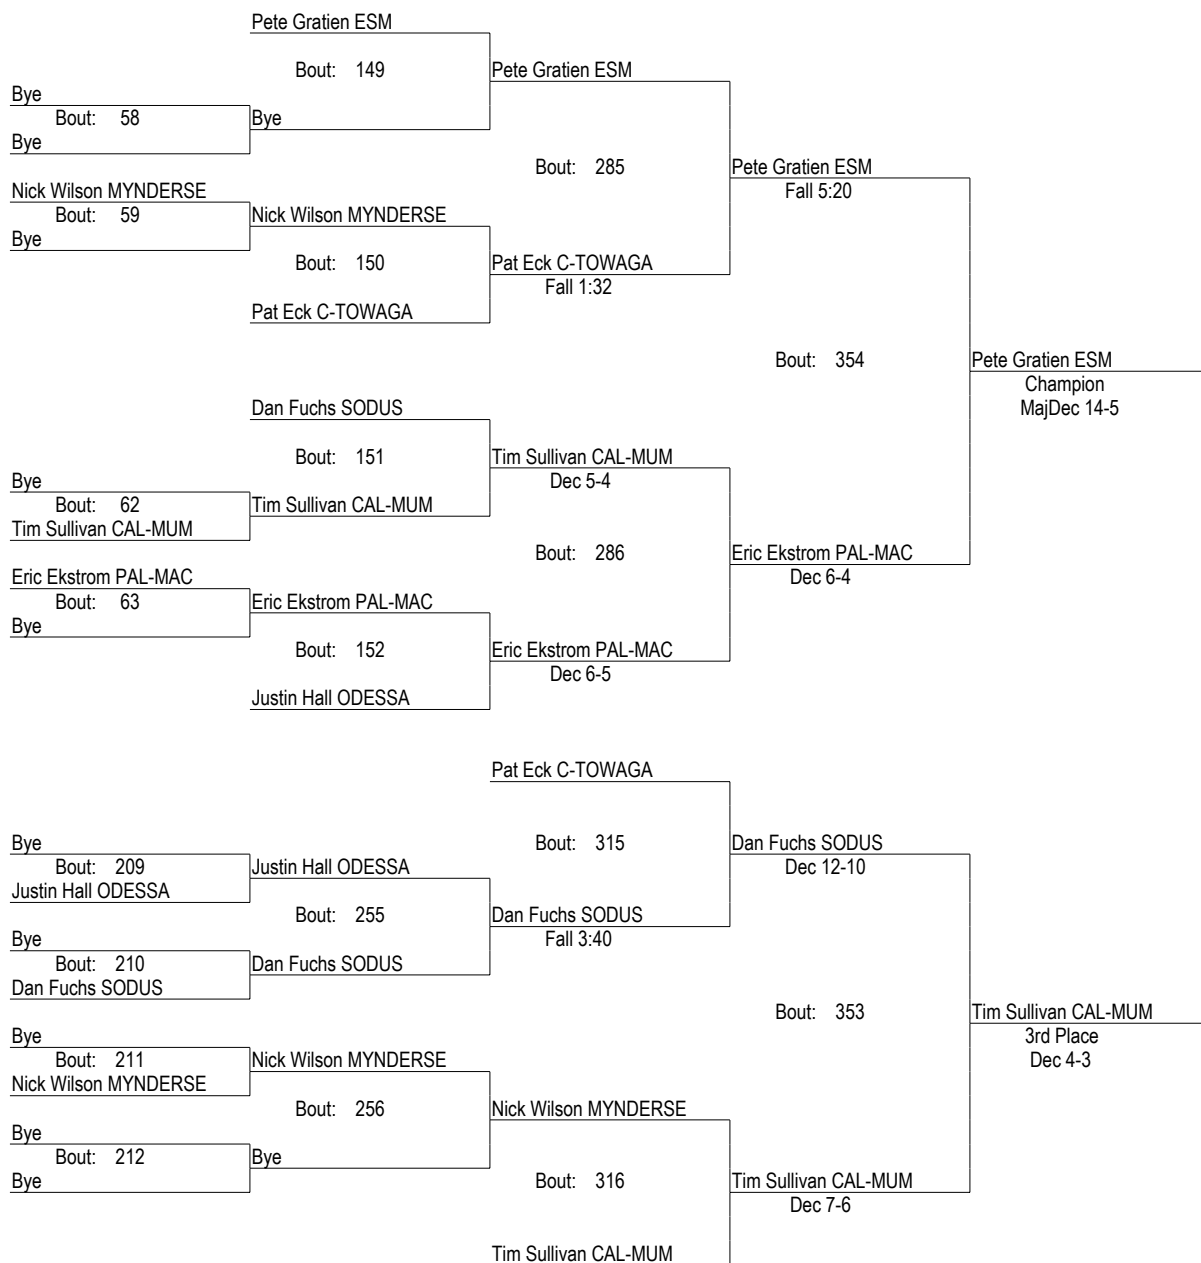 Pete Gratien ESM
Bout: 149 Pete Gratien ESM
Bye
Bout: 58 Bye
Bye
Bout: 285 Pete Gratien ESM
Nick Wilson MYNDERSE Fall 5:20
Bout: 59 Nick Wilson MYNDERSE
Bye
Bout: 150 Pat Eck C-TOWAGA
Fall 1:32
Pat Eck C-TOWAGA
Bout: 354 Pete Gratien ESM
Champion
Dan Fuchs SODUS MajDec 14-5
Bout: 151 Tim Sullivan CAL-MUM
Bye Dec 5-4
Bout: 62 Tim Sullivan CAL-MUM
Tim Sullivan CAL-MUM
Bout: 286 Eric Ekstrom PAL-MAC
Eric Ekstrom PAL-MAC Dec 6-4
Bout: 63 Eric Ekstrom PAL-MAC
Bye
Bout: 152 Eric Ekstrom PAL-MAC
Dec 6-5
Justin Hall ODESSA
Pat Eck C-TOWAGA
Bye Bout: 315 Dan Fuchs SODUS
Bout: 209 Justin Hall ODESSA Dec 12-10
Justin Hall ODESSA
Bout: 255 Dan Fuchs SODUS
Bye Fall 3:40
Bout: 210 Dan Fuchs SODUS
Dan Fuchs SODUS
Bout: 353 Tim Sullivan CAL-MUM
Bye 3rd Place
Bout: 211 Nick Wilson MYNDERSE Dec 4-3
Nick Wilson MYNDERSE
Bout: 256 Nick Wilson MYNDERSE
Bye
Bout: 212 Bye
Bye Bout: 316 Tim Sullivan CAL-MUM
Dec 7-6
Tim Sullivan CAL-MUM